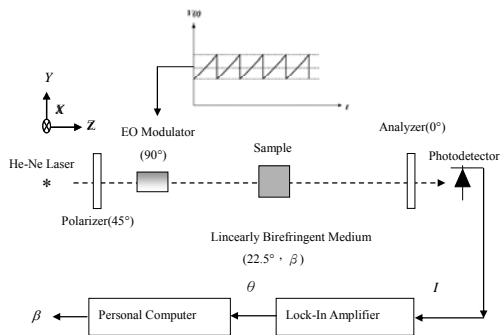 V(t)
t
Y
X
Z
EO Modulator
(90°)
Sample
Analyzer(0°)
Photodetector
He-Ne Laser
*
Polarizer(45°)
Lincearly Birefringent Medium
(22.5° , β)
β
Personal Computer
θ
Lock-In Amplifier
I